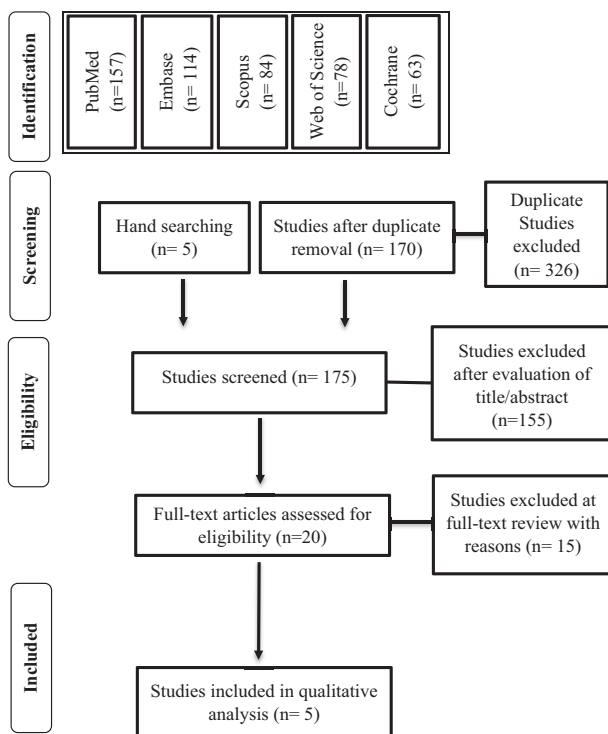 Identification
PubMed
(n=157)
Embase
(n= 114)
Scopus
(n= 84)
Web of Science
(n=78)
Cochrane
(n= 63)
Screening
Hand searching
(n= 5)
Studies after duplicate
removal (n= 170)
Duplicate
Studies
excluded
(n= 326)
Eligibility
Studies screened (n= 175)
Studies excluded
after evaluation of
title/abstract
(n=155)
Full-text articles assessed for
eligibility (n=20)
Studies excluded at
full-text review with
reasons (n= 15)
Included
Studies included in qualitative
analysis (n= 5)